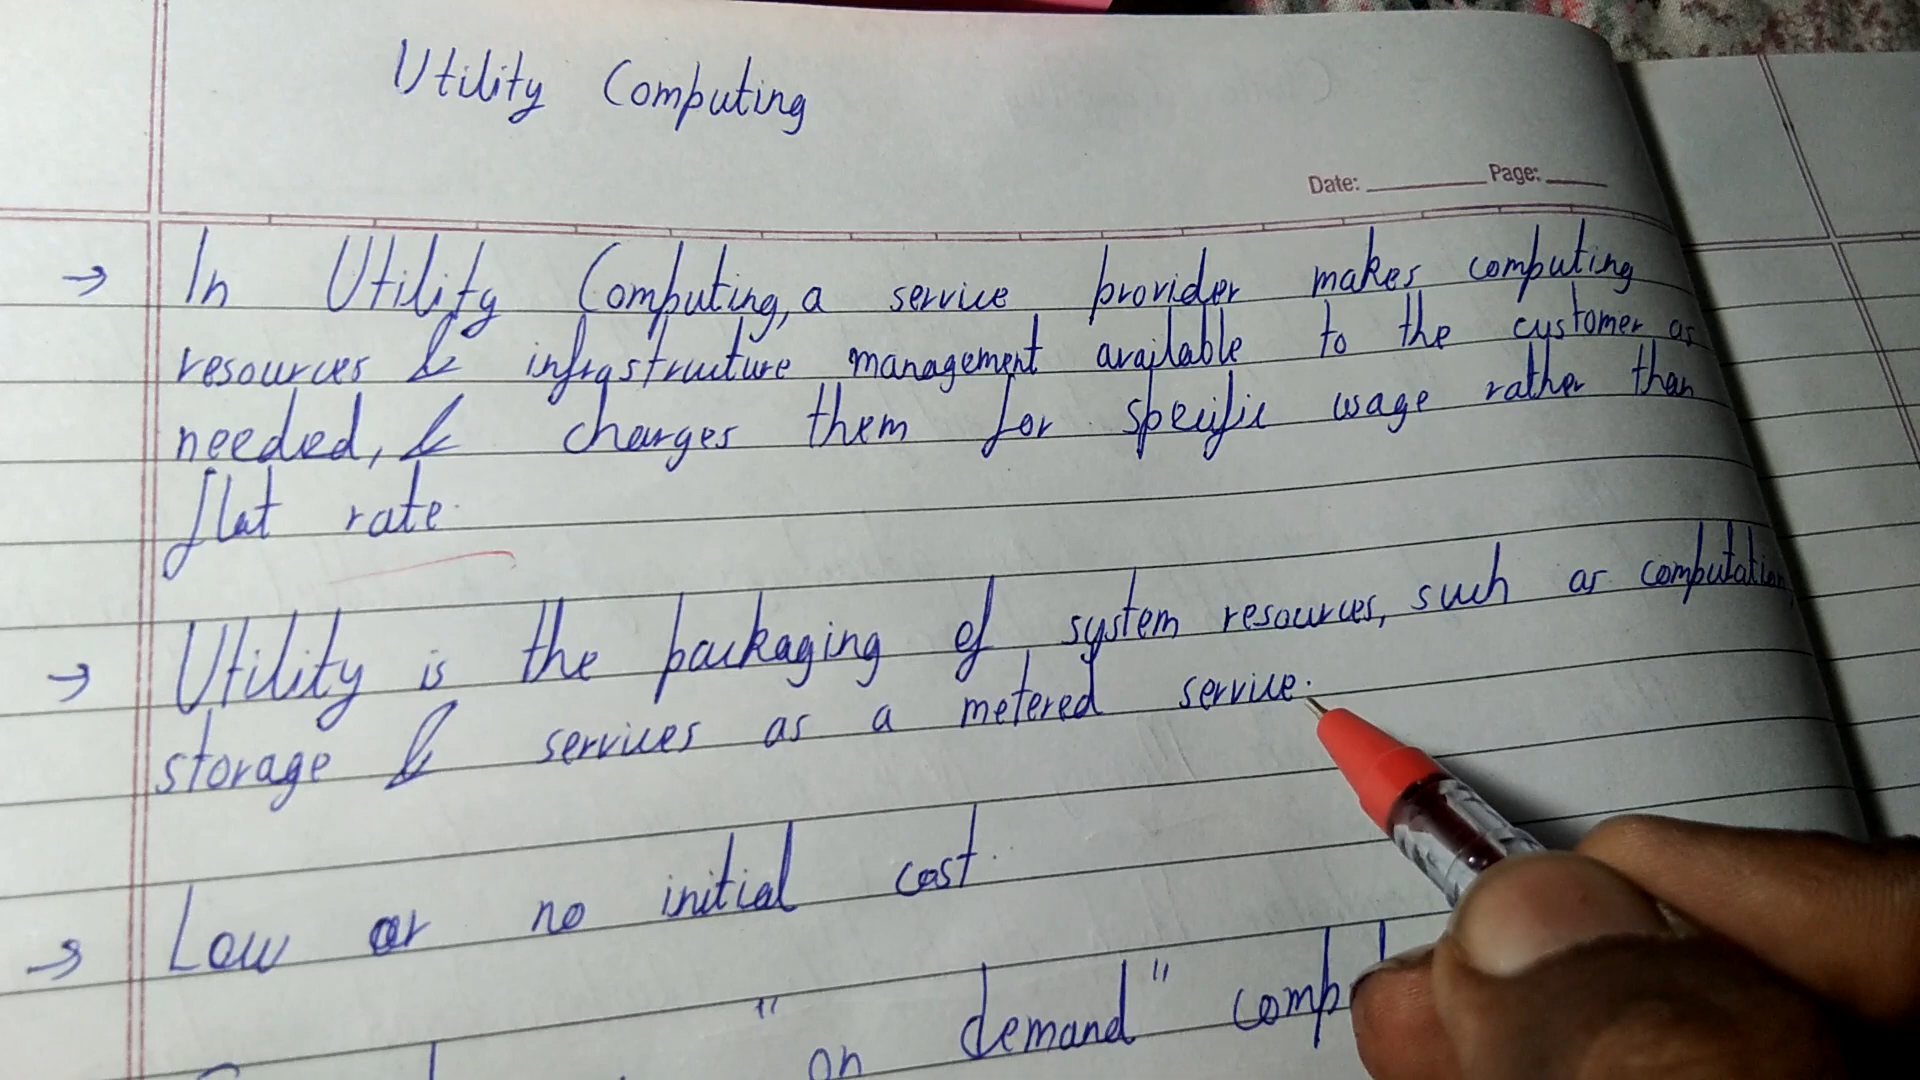 Utility Computing
Date: Page:
→ In Utility Computing, a service provider makes computing
resources & infrastructure management available to the customer as
needed, & charges them for specific usage rather than
flat rate.
→ Utility is the packaging of system resources, such as computation,
storage & services as a metered service.
→ Low or no initial cost.
"on demand"